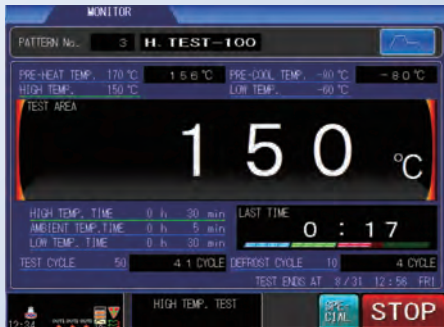 MONITOR
PATTERN No. 3 H. TEST-100
PRE-HEAT TEMP. 170 ℃ 156℃ PRE-COOL TEMP. -80 ℃ -80℃
HIGH TEMP. 150 ℃ LOW TEMP. -60 ℃
TEST AREA
150 ℃
HIGH TEMP. TIME 0 h 30 min
AMBIENT TEMP.TIME 0 h 5 min
LOW TEMP. TIME 0 h 30 min
LAST TIME
0 : 17
TEST CYCLE 50 41 CYCLE DEFROST CYCLE 10 4 CYCLE
TEST ENDS AT 8/31 12:56 FRI
HIGH TEMP. TEST
SPE-
CIAL
STOP
12:34